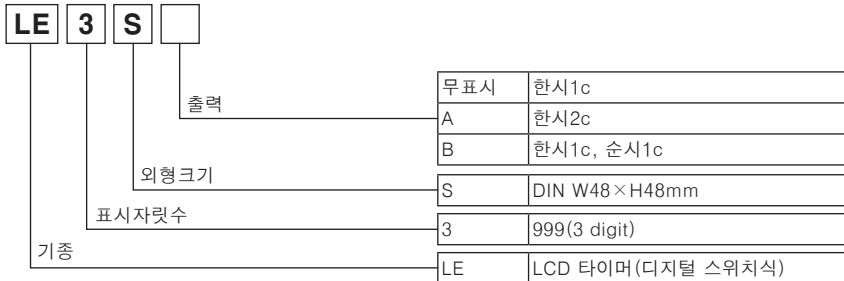 LE 3 S
출력
무표시 한시1c
A 한시2c
B 한시1c, 순시1c
외형크기
S DIN W48×H48mm
표시자릿수
3 999(3 digit)
기종
LE LCD 타이머(디지털 스위치식)